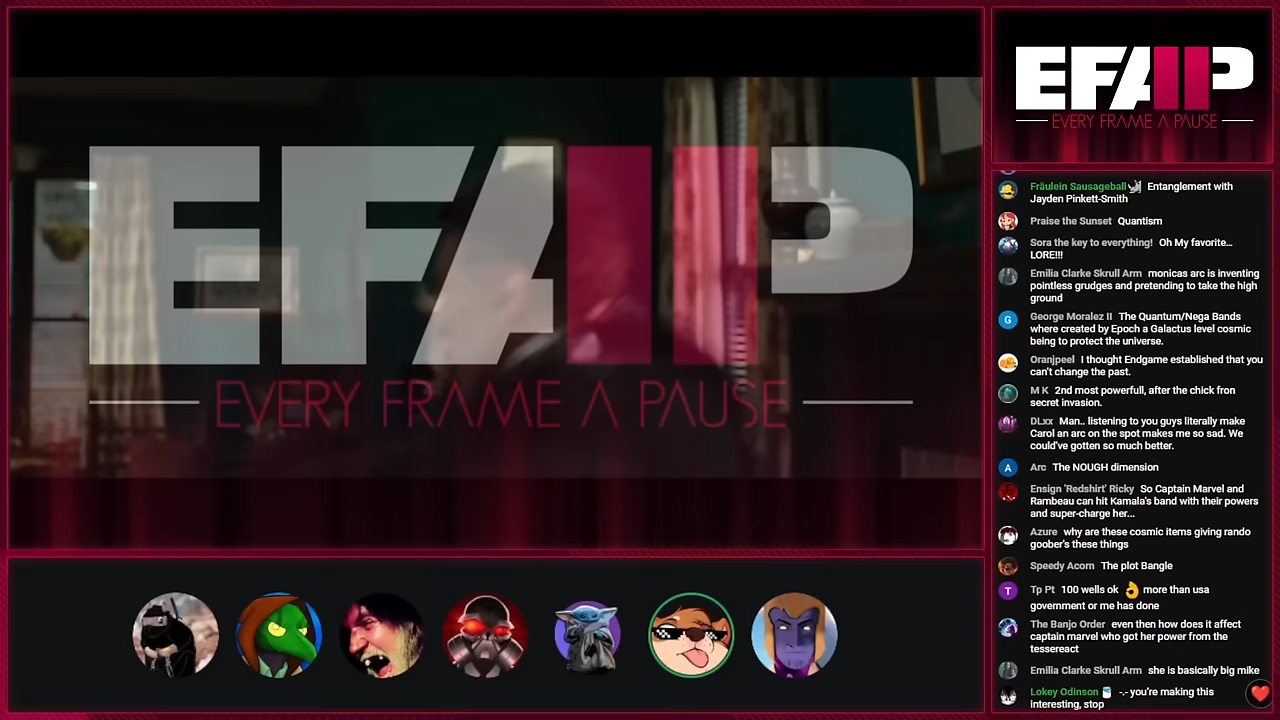 EFAP
EVERY FRAME A PAUSE
EFAP
EVERY FRAME A PAUSE
Fräulein Sausageball Entanglement with
Jayden Pinkett-Smith
Praise the Sunset Quantism
Sora the key to everything! Oh My favorite...
LORE!!!
Emilia Clarke Skrull Arm monicas arc is inventing
pointless grudges and pretending to take the high
ground
G
George Moralez II The Quantum/Nega Bands
where created by Epoch a Galactus level cosmic
being to protect the universe.
Oranjpeel I thought Endgame established that you
can't change the past.
M K 2nd most powerfull, after the chick fron
secret invasion.
DLxx Man.. listening to you guys literally make
Carol an arc on the spot makes me so sad. We
could've gotten so much better.
A
Arc The NOUGH dimension
Ensign 'Redshirt' Ricky So Captain Marvel and
Rambeau can hit Kamala's band with their powers
and super-charge her...
Azure why are these cosmic items giving rando
goober's these things
Speedy Acorn The plot Bangle
T
Tp Pt 100 wells ok 👌 more than usa
government or me has done
The Banjo Order even then how does it affect
captain marvel who got her power from the
tessereact
Emilia Clarke Skrull Arm she is basically big mike
Lokey Odinson -.- you're making this
interesting, stop